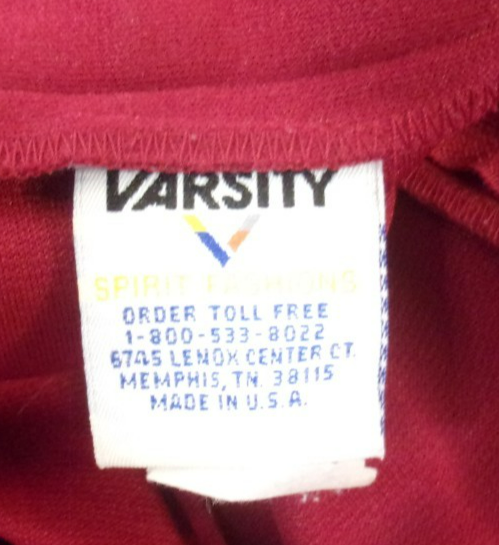 VARSITY
SPIRIT FASHIONS
ORDER TOLL FREE
1-800-533-8022
6745 LENOX CENTER CT.
MEMPHIS, TN. 38115
MADE IN U.S.A.